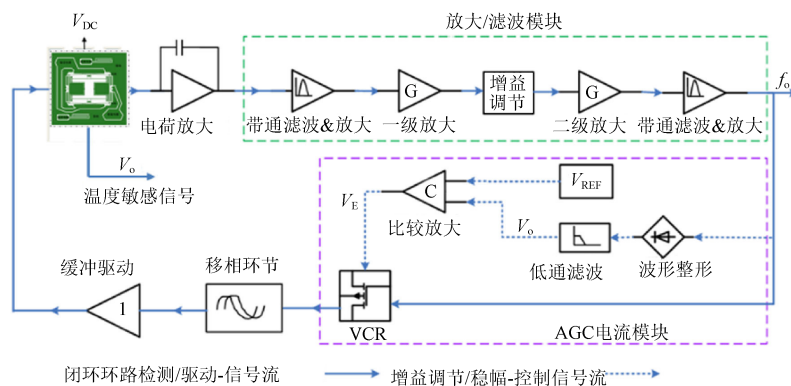 放大/滤波模块
VDC
fo
电荷放大
带通滤波&放大
G
一级放大
增益
调节
G
二级放大
带通滤波&放大
Vo
温度敏感信号
VE
C
比较放大
VREF
Vo
低通滤波
波形整形
缓冲驱动
1
移相环节
VCR
AGC电流模块
闭环环路检测/驱动-信号流
增益调节/稳幅-控制信号流